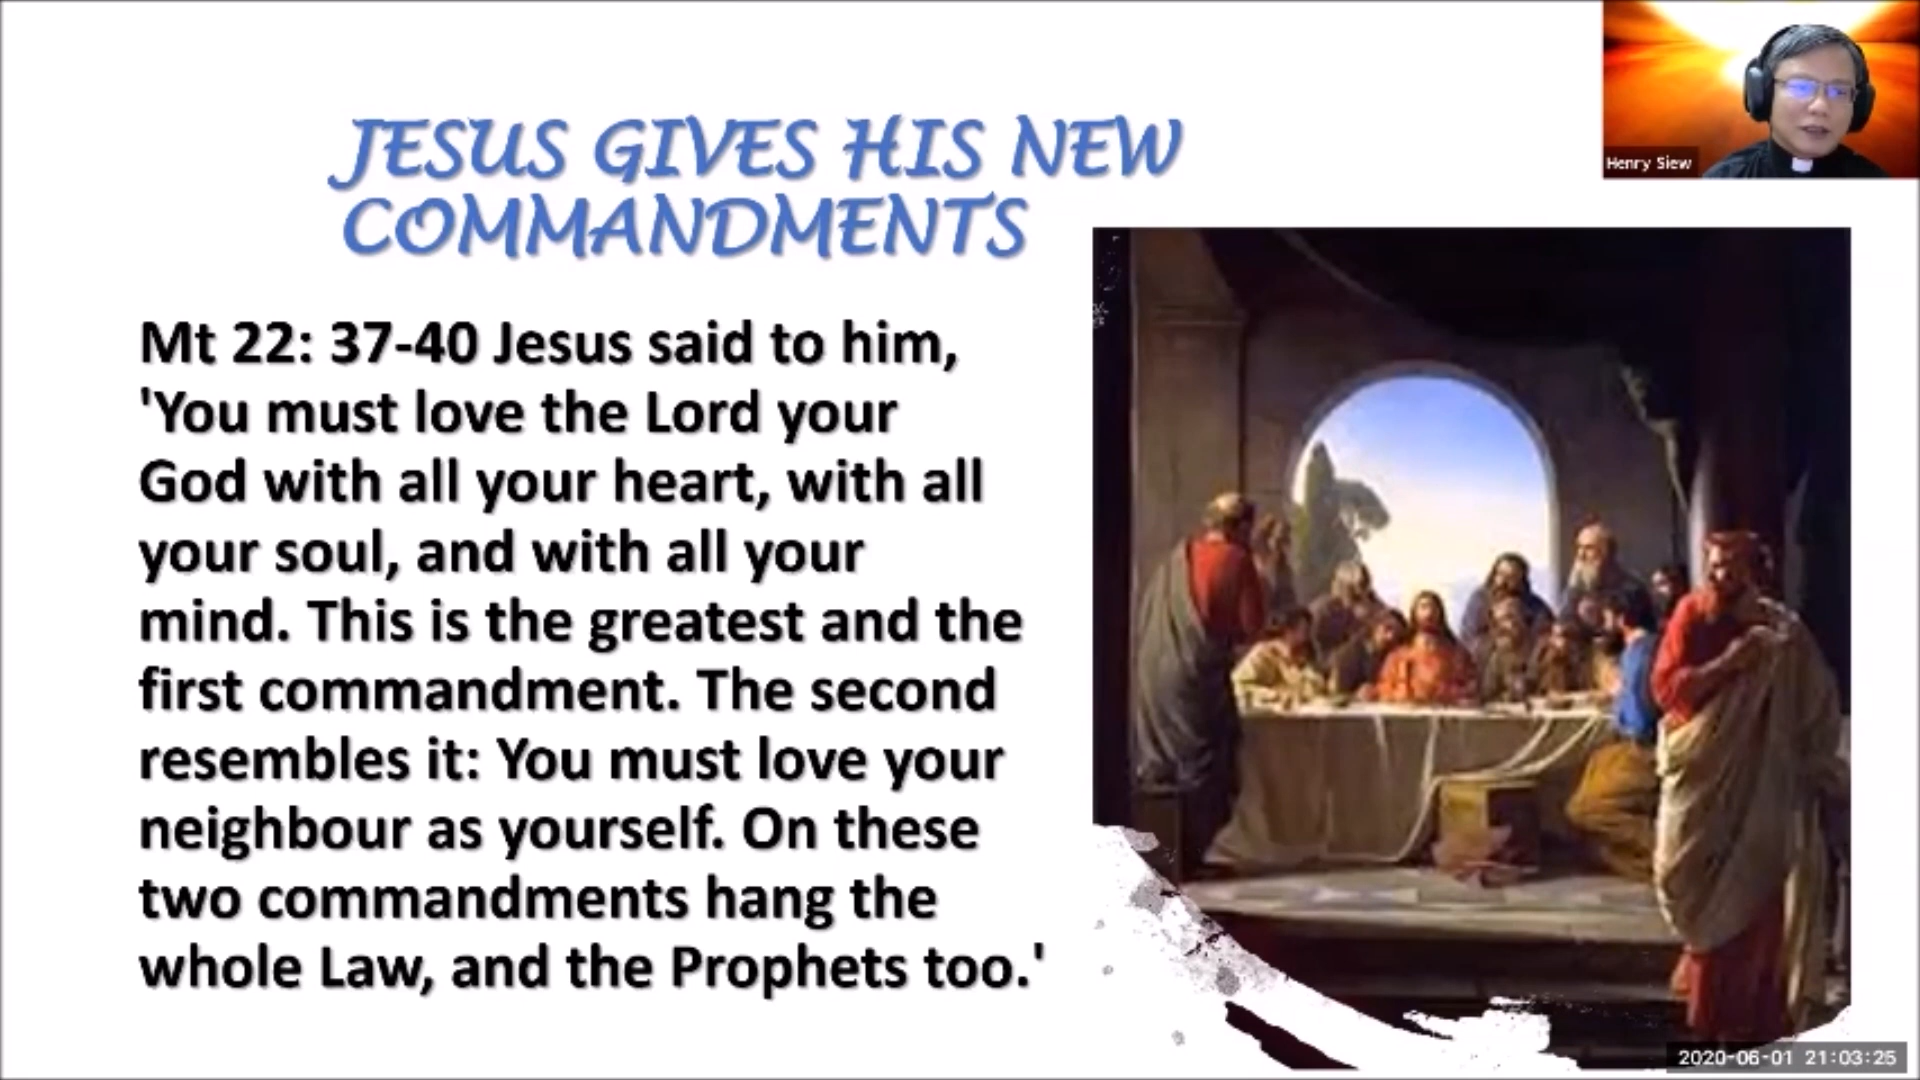 JESUS GIVES HIS NEW
COMMANDMENTS
Henry Siew
Mt 22: 37-40 Jesus said to him,
'You must love the Lord your
God with all your heart, with all
your soul, and with all your
mind. This is the greatest and the
first commandment. The second
resembles it: You must love your
neighbour as yourself. On these
two commandments hang the
whole Law, and the Prophets too.'
2020-06-01 21:03:25